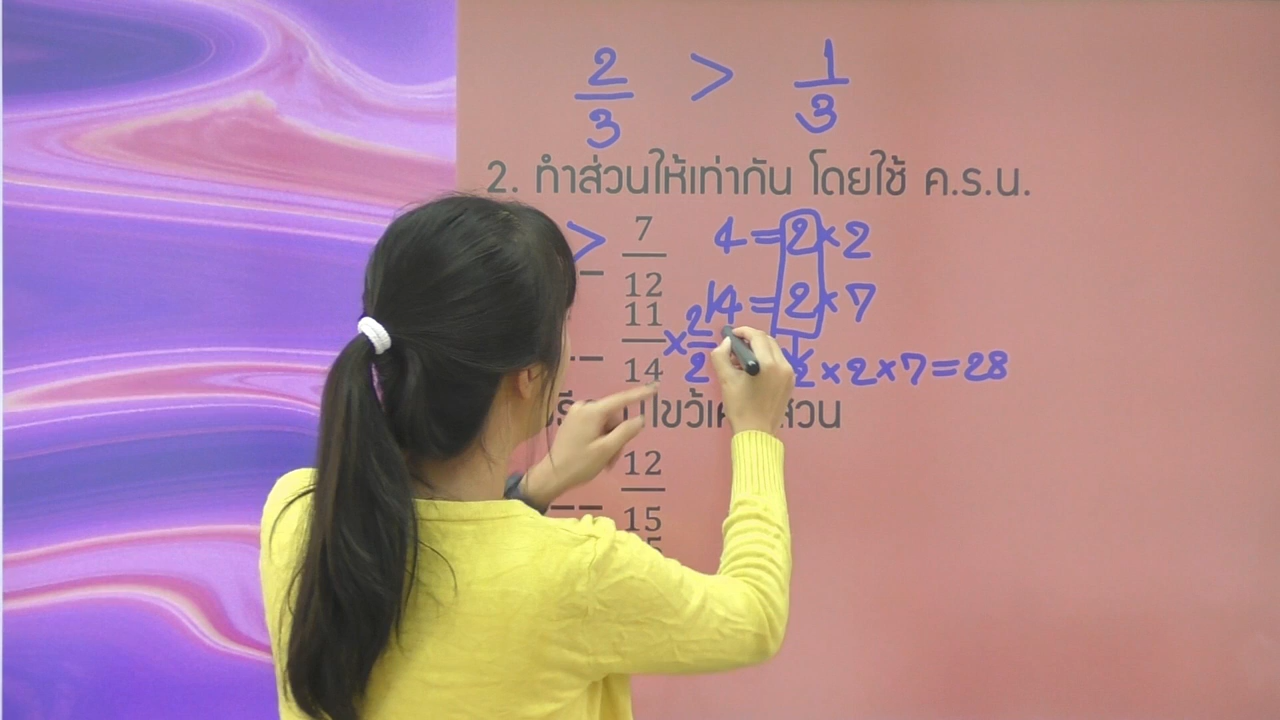 2/3 > 1/3
2. ทำส่วนให้เท่ากัน โดยใช้ ค.ร.น.
> 7/12 4 = 2 × 2
14 = 2 × 7
11/14 × 2/2 2 × 2 × 7 = 28
12/15